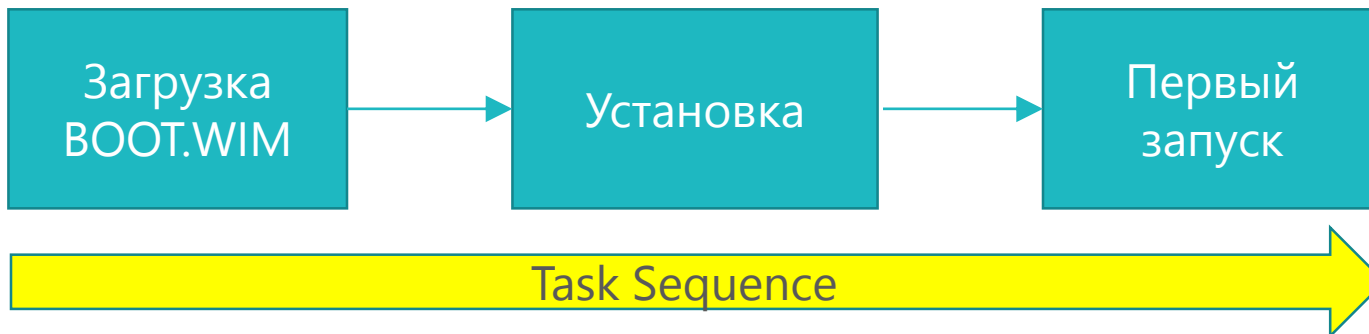 Загрузка
BOOT.WIM
Установка
Первый
запуск
Task Sequence